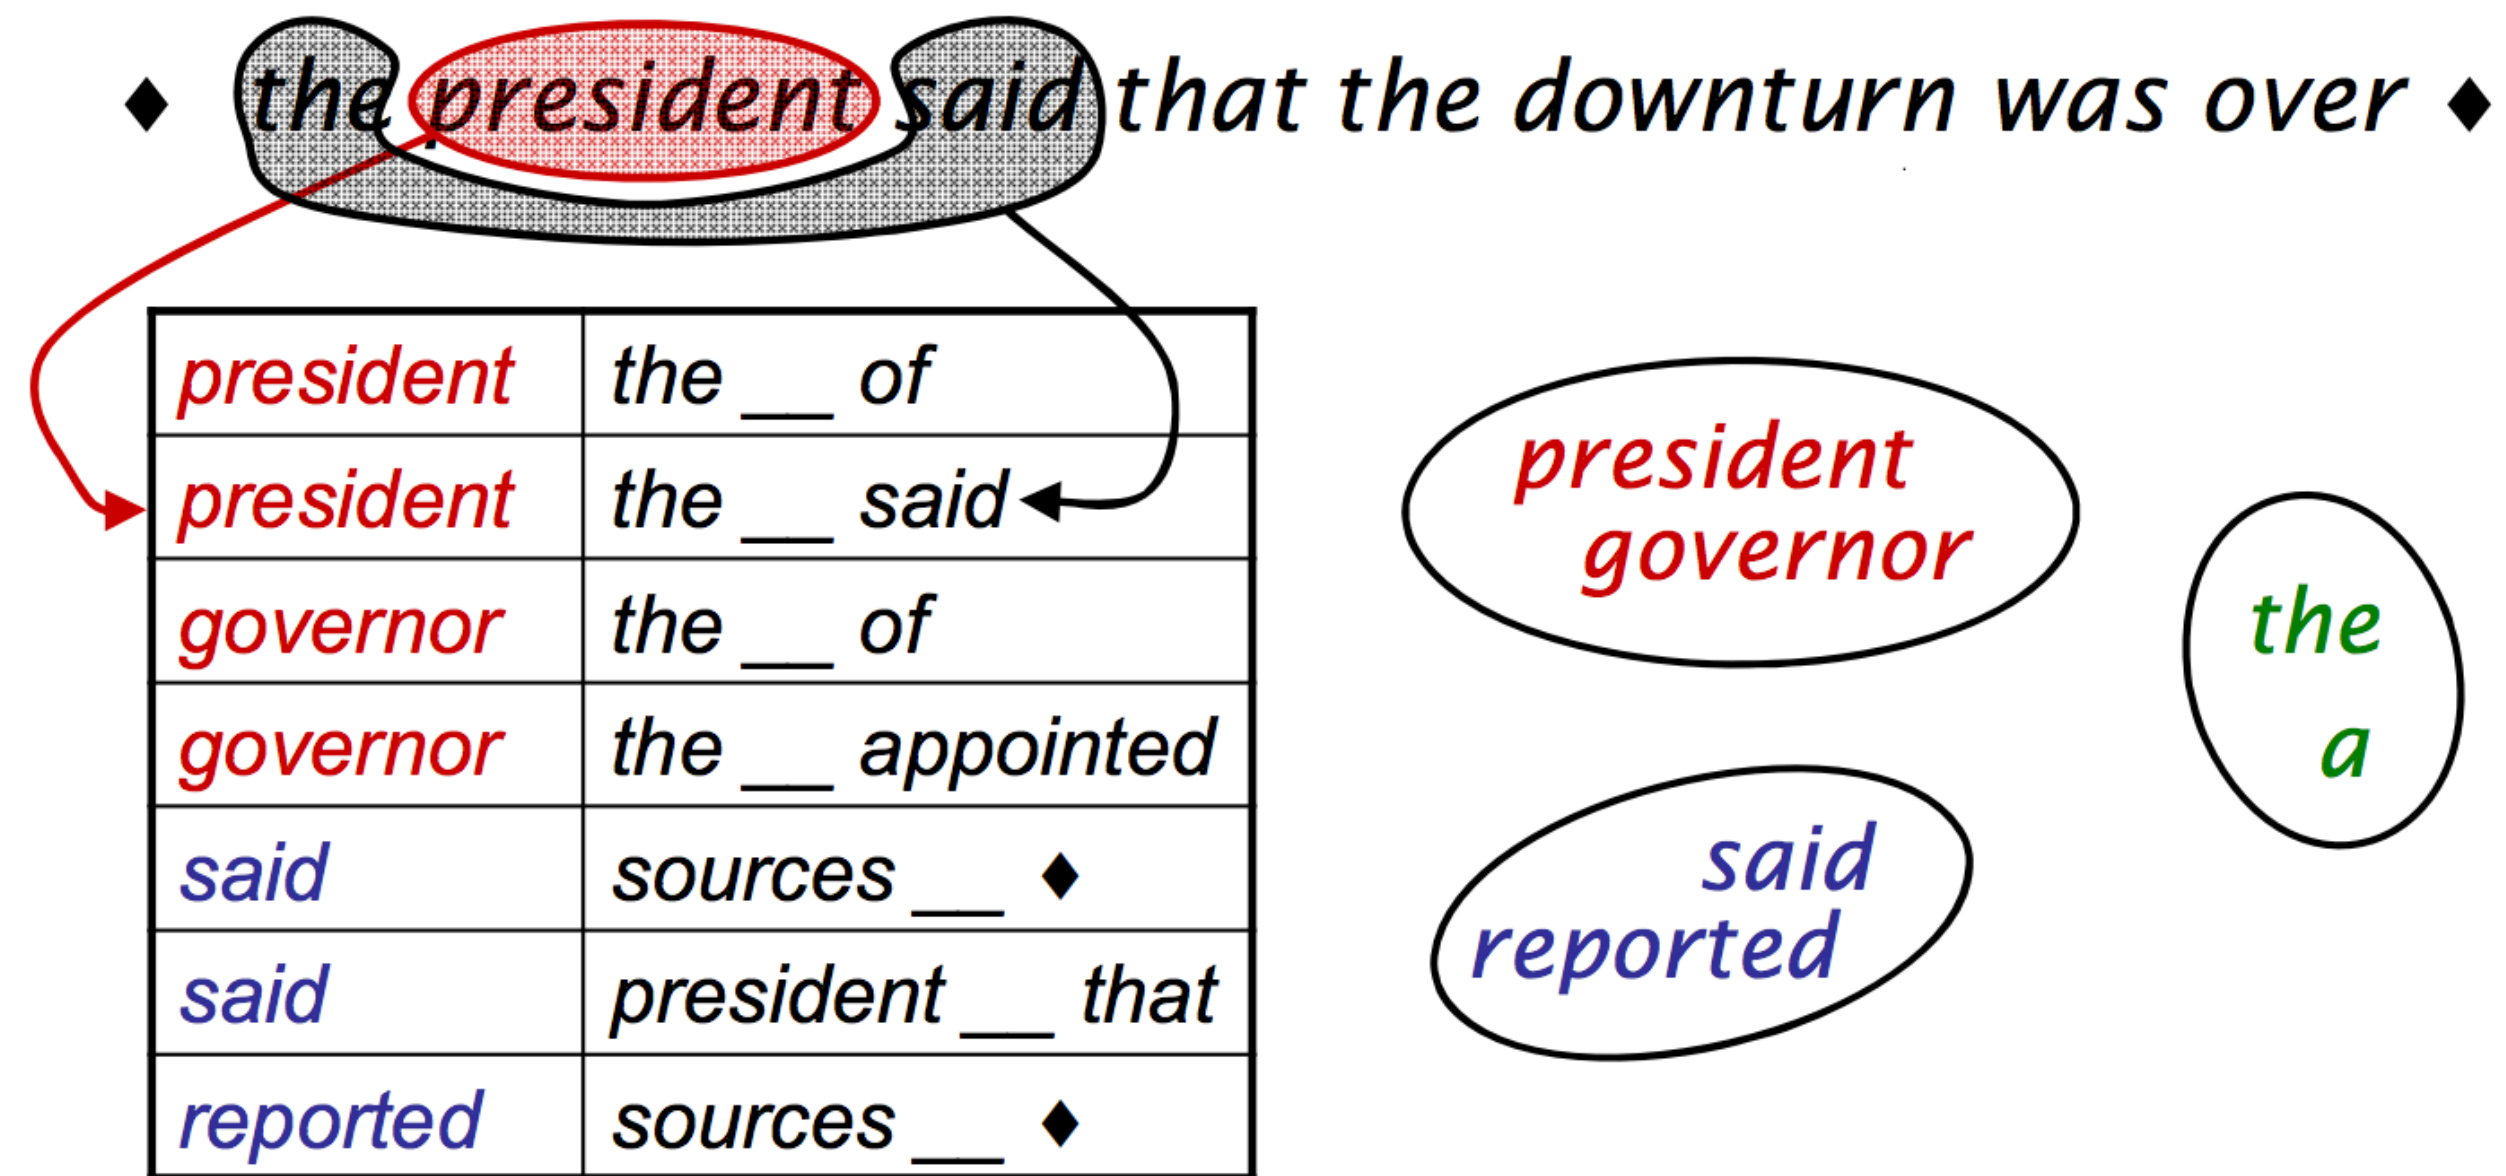 ♦ the president said that the downturn was over ♦
president the __ of
president the __ said
governor the __ of
governor the __ appointed
said sources __ ♦
said president __ that
reported sources __ ♦
president
governor
the
a
said
reported